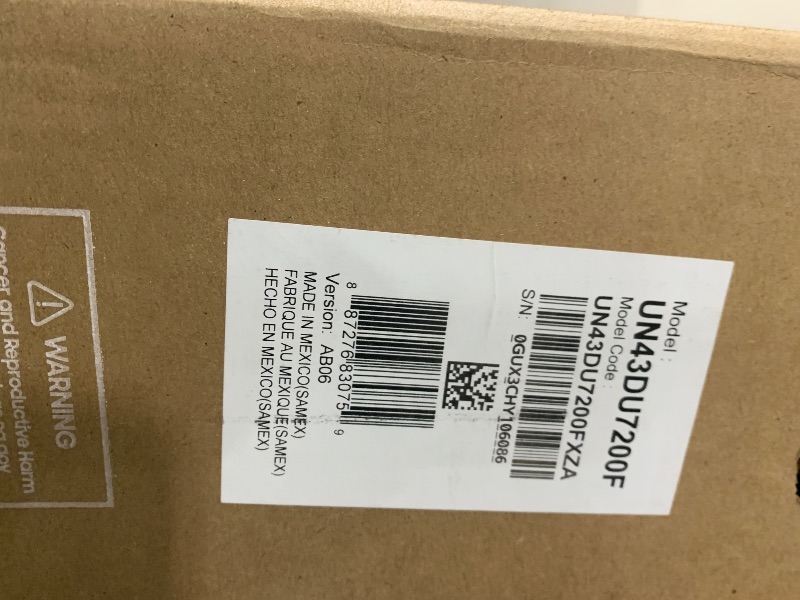 Model :
UN43DU7200F
Model Code :
UN43DU7200FXZA
S/N: 0GUX3CHY106086
8 87276 83075 9
Version: AB06
MADE IN MEXICO(SAMEX)
FABRIQUE AU MEXIQUE(SAMEX)
HECHO EN MEXICO(SAMEX)
WARNING
Cancer and Reproductive Harm